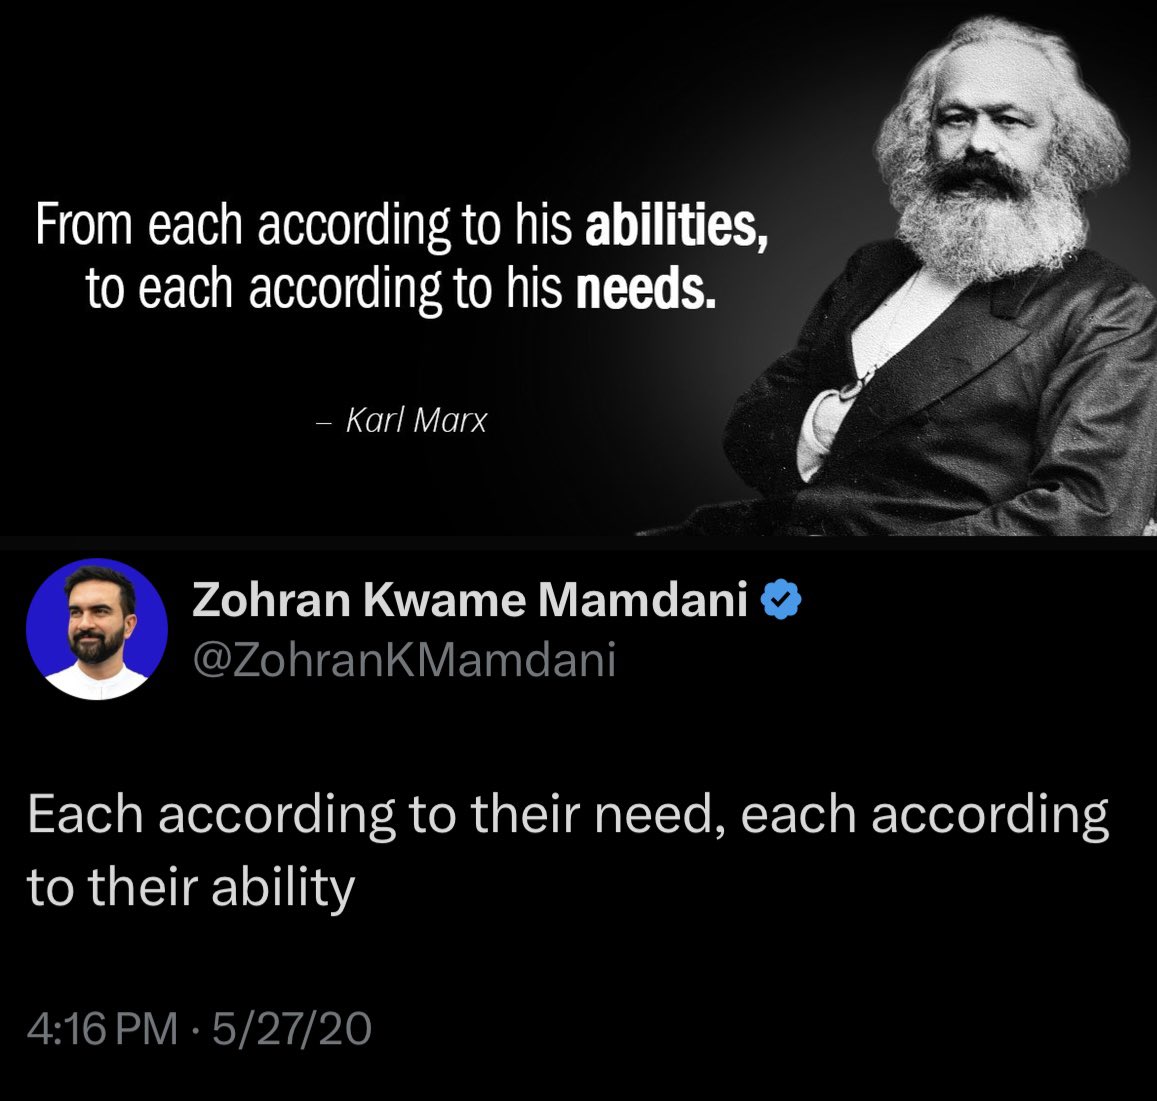 From each according to his abilities,
to each according to his needs.
– Karl Marx
Zohran Kwame Mamdani
@ZohranKMamdani
Each according to their need, each according
to their ability
4:16 PM · 5/27/20